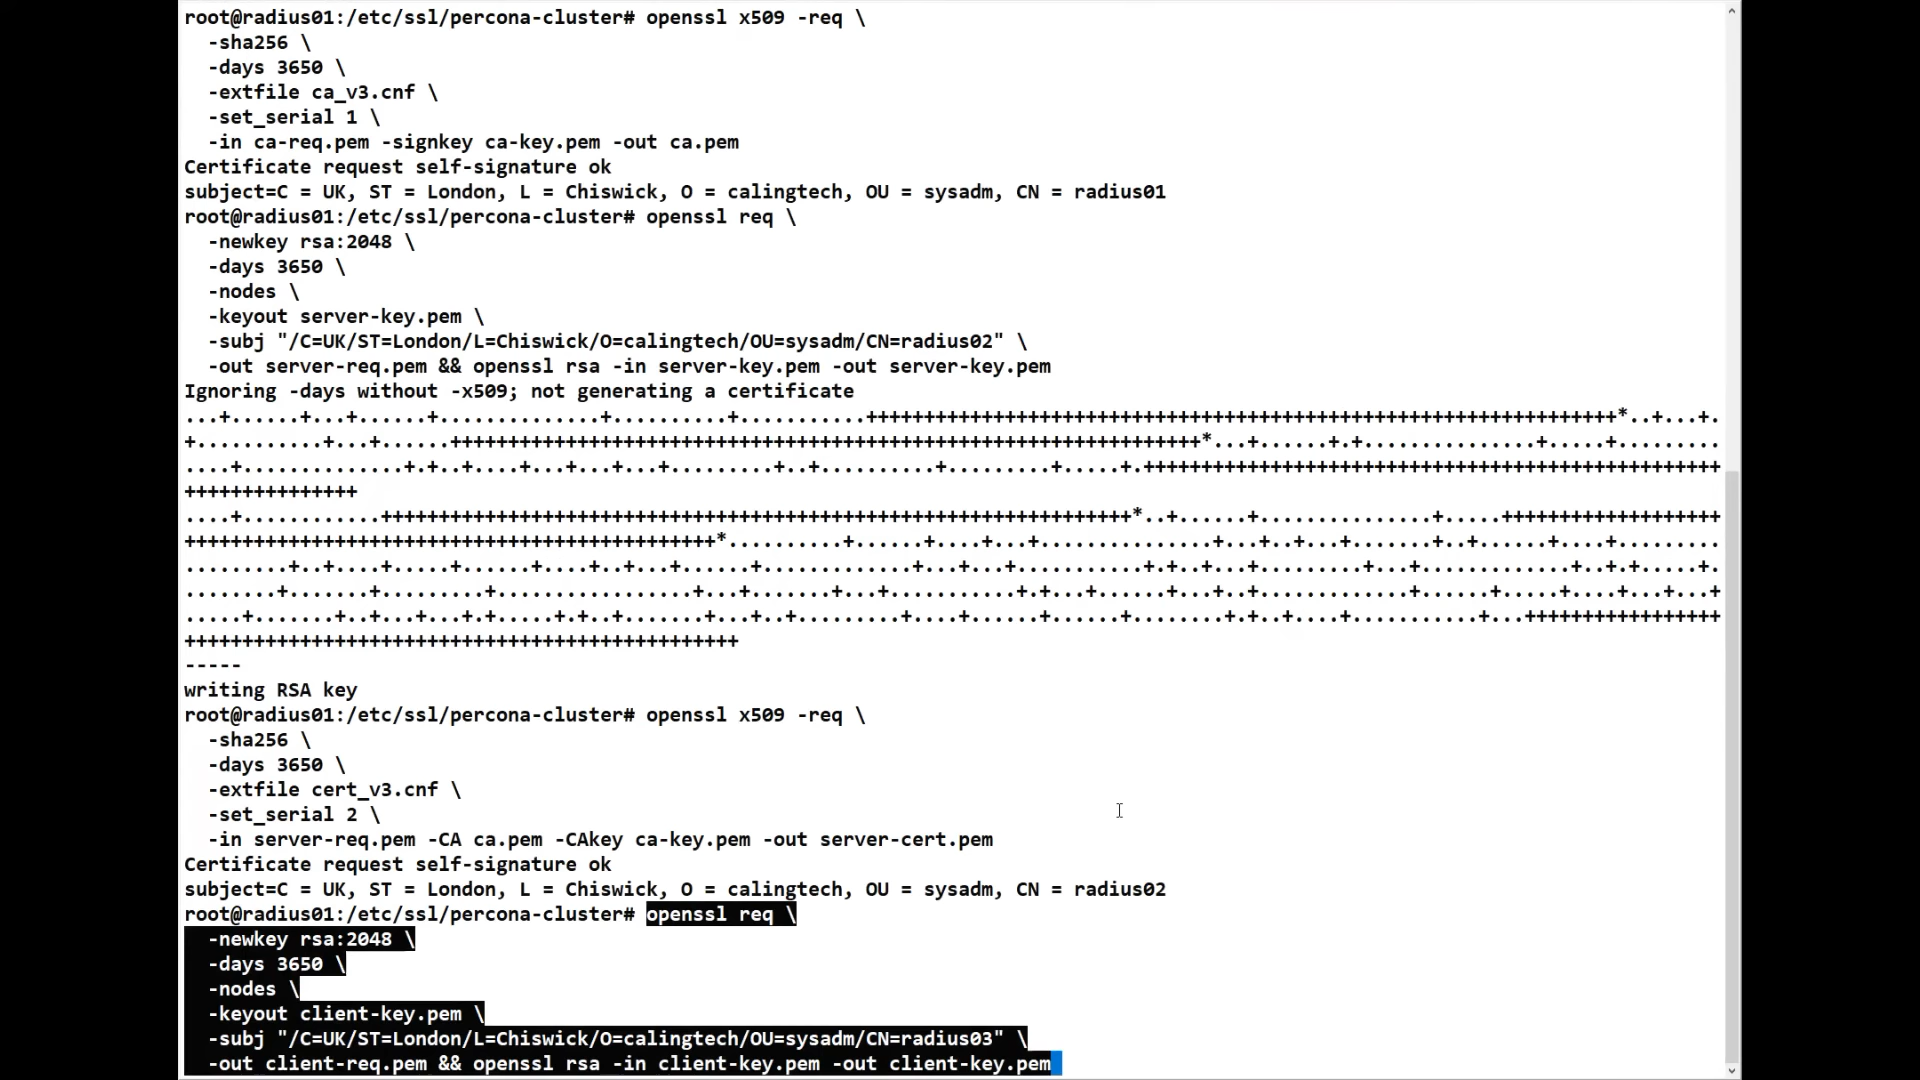 root@radius01:/etc/ssl/percona-cluster# openssl x509 -req \
  -sha256 \
  -days 3650 \
  -extfile ca_v3.cnf \
  -set_serial 1 \
  -in ca-req.pem -signkey ca-key.pem -out ca.pem
Certificate request self-signature ok
subject=C = UK, ST = London, L = Chiswick, O = calingtech, OU = sysadm, CN = radius01
root@radius01:/etc/ssl/percona-cluster# openssl req \
  -newkey rsa:2048 \
  -days 3650 \
  -nodes \
  -keyout server-key.pem \
  -subj "/C=UK/ST=London/L=Chiswick/O=calingtech/OU=sysadm/CN=radius02" \
  -out server-req.pem && openssl rsa -in server-key.pem -out server-key.pem
Ignoring -days without -x509; not generating a certificate
-----
writing RSA key
root@radius01:/etc/ssl/percona-cluster# openssl x509 -req \
  -sha256 \
  -days 3650 \
  -extfile cert_v3.cnf \
  -set_serial 2 \
  -in server-req.pem -CA ca.pem -CAkey ca-key.pem -out server-cert.pem
Certificate request self-signature ok
subject=C = UK, ST = London, L = Chiswick, O = calingtech, OU = sysadm, CN = radius02
root@radius01:/etc/ssl/percona-cluster# openssl req \
  -newkey rsa:2048 \
  -days 3650 \
  -nodes \
  -keyout client-key.pem \
  -subj "/C=UK/ST=London/L=Chiswick/O=calingtech/OU=sysadm/CN=radius03" \
  -out client-req.pem && openssl rsa -in client-key.pem -out client-key.pem